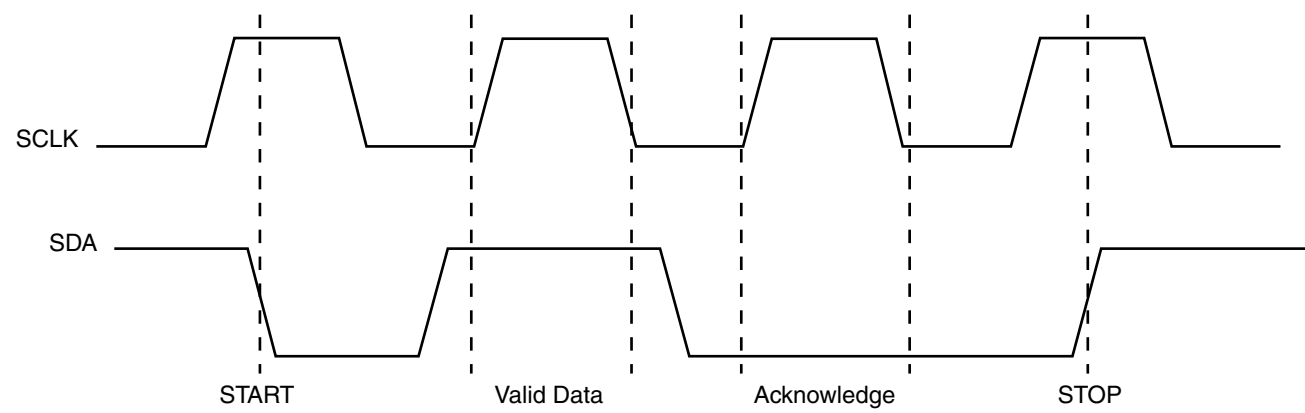 SCLK
SDA
START
Valid Data
Acknowledge
STOP